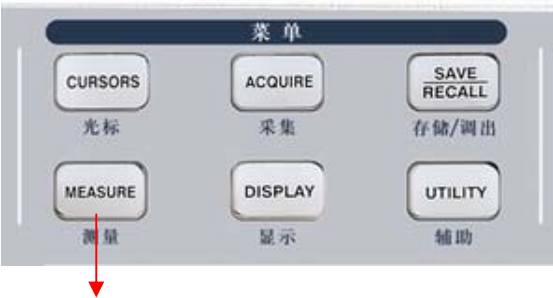 菜单
CURSORS ACQUIRE SAVE
RECALL
光标 采集 存储/调出
MEASURE DISPLAY UTILITY
测量 显示 辅助